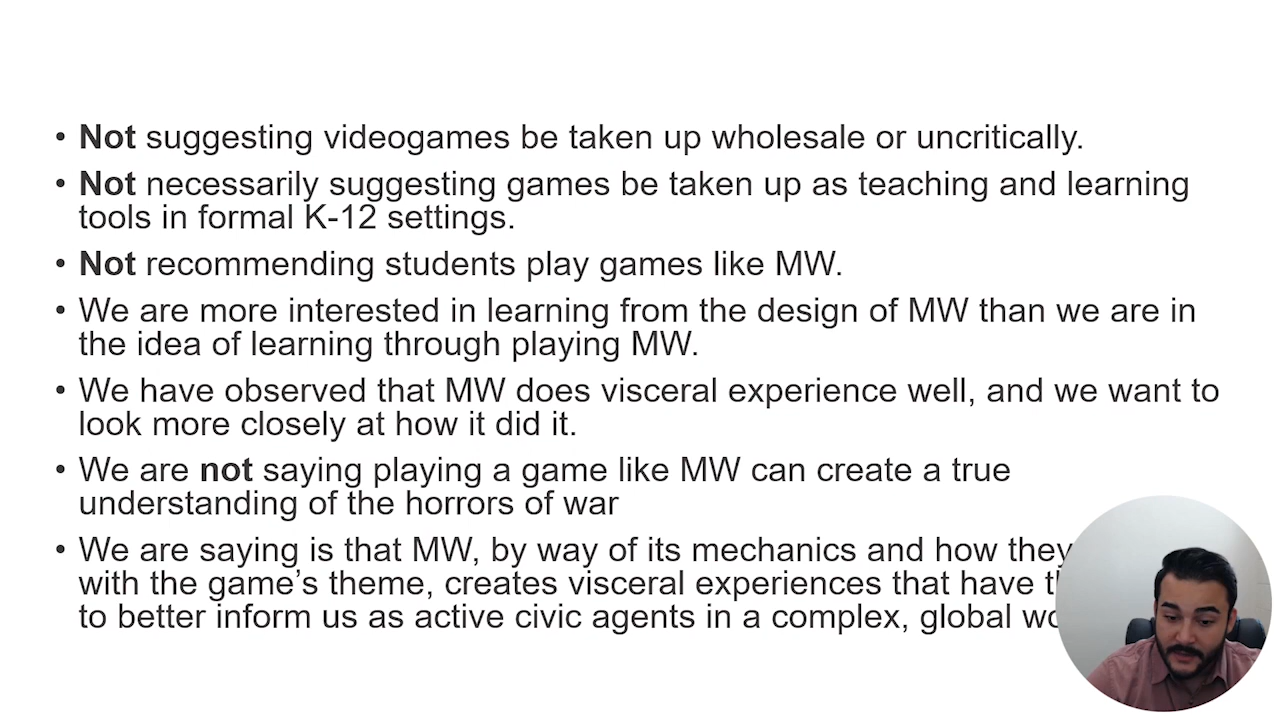 • Not suggesting videogames be taken up wholesale or uncritically.
• Not necessarily suggesting games be taken up as teaching and learning
tools in formal K-12 settings.
• Not recommending students play games like MW.
• We are more interested in learning from the design of MW than we are in
the idea of learning through playing MW.
• We have observed that MW does visceral experience well, and we want to
look more closely at how it did it.
• We are not saying playing a game like MW can create a true
understanding of the horrors of war
• We are saying is that MW, by way of its mechanics and how they
with the game’s theme, creates visceral experiences that have
to better inform us as active civic agents in a complex, global